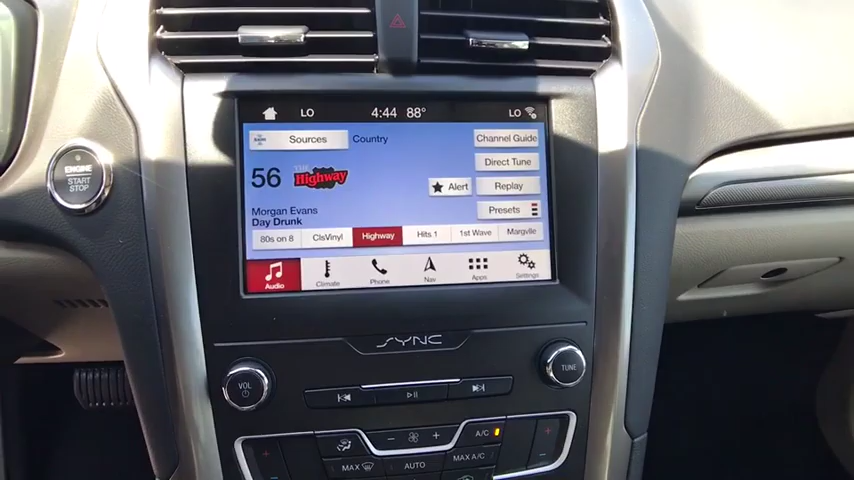 LO 4:44 88° LO
Sources Country Channel Guide
Direct Tune
56 THE Highway Alert Replay
Presets
Morgan Evans
Day Drunk
80s on 8 ClsVinyl Highway Hits 1 1st Wave Margvlle
Audio Climate Phone Nav Apps Settings
ENGINE
START
STOP
SYNC
VOL
TUNE
A/C
MAX AUTO MAX A/C